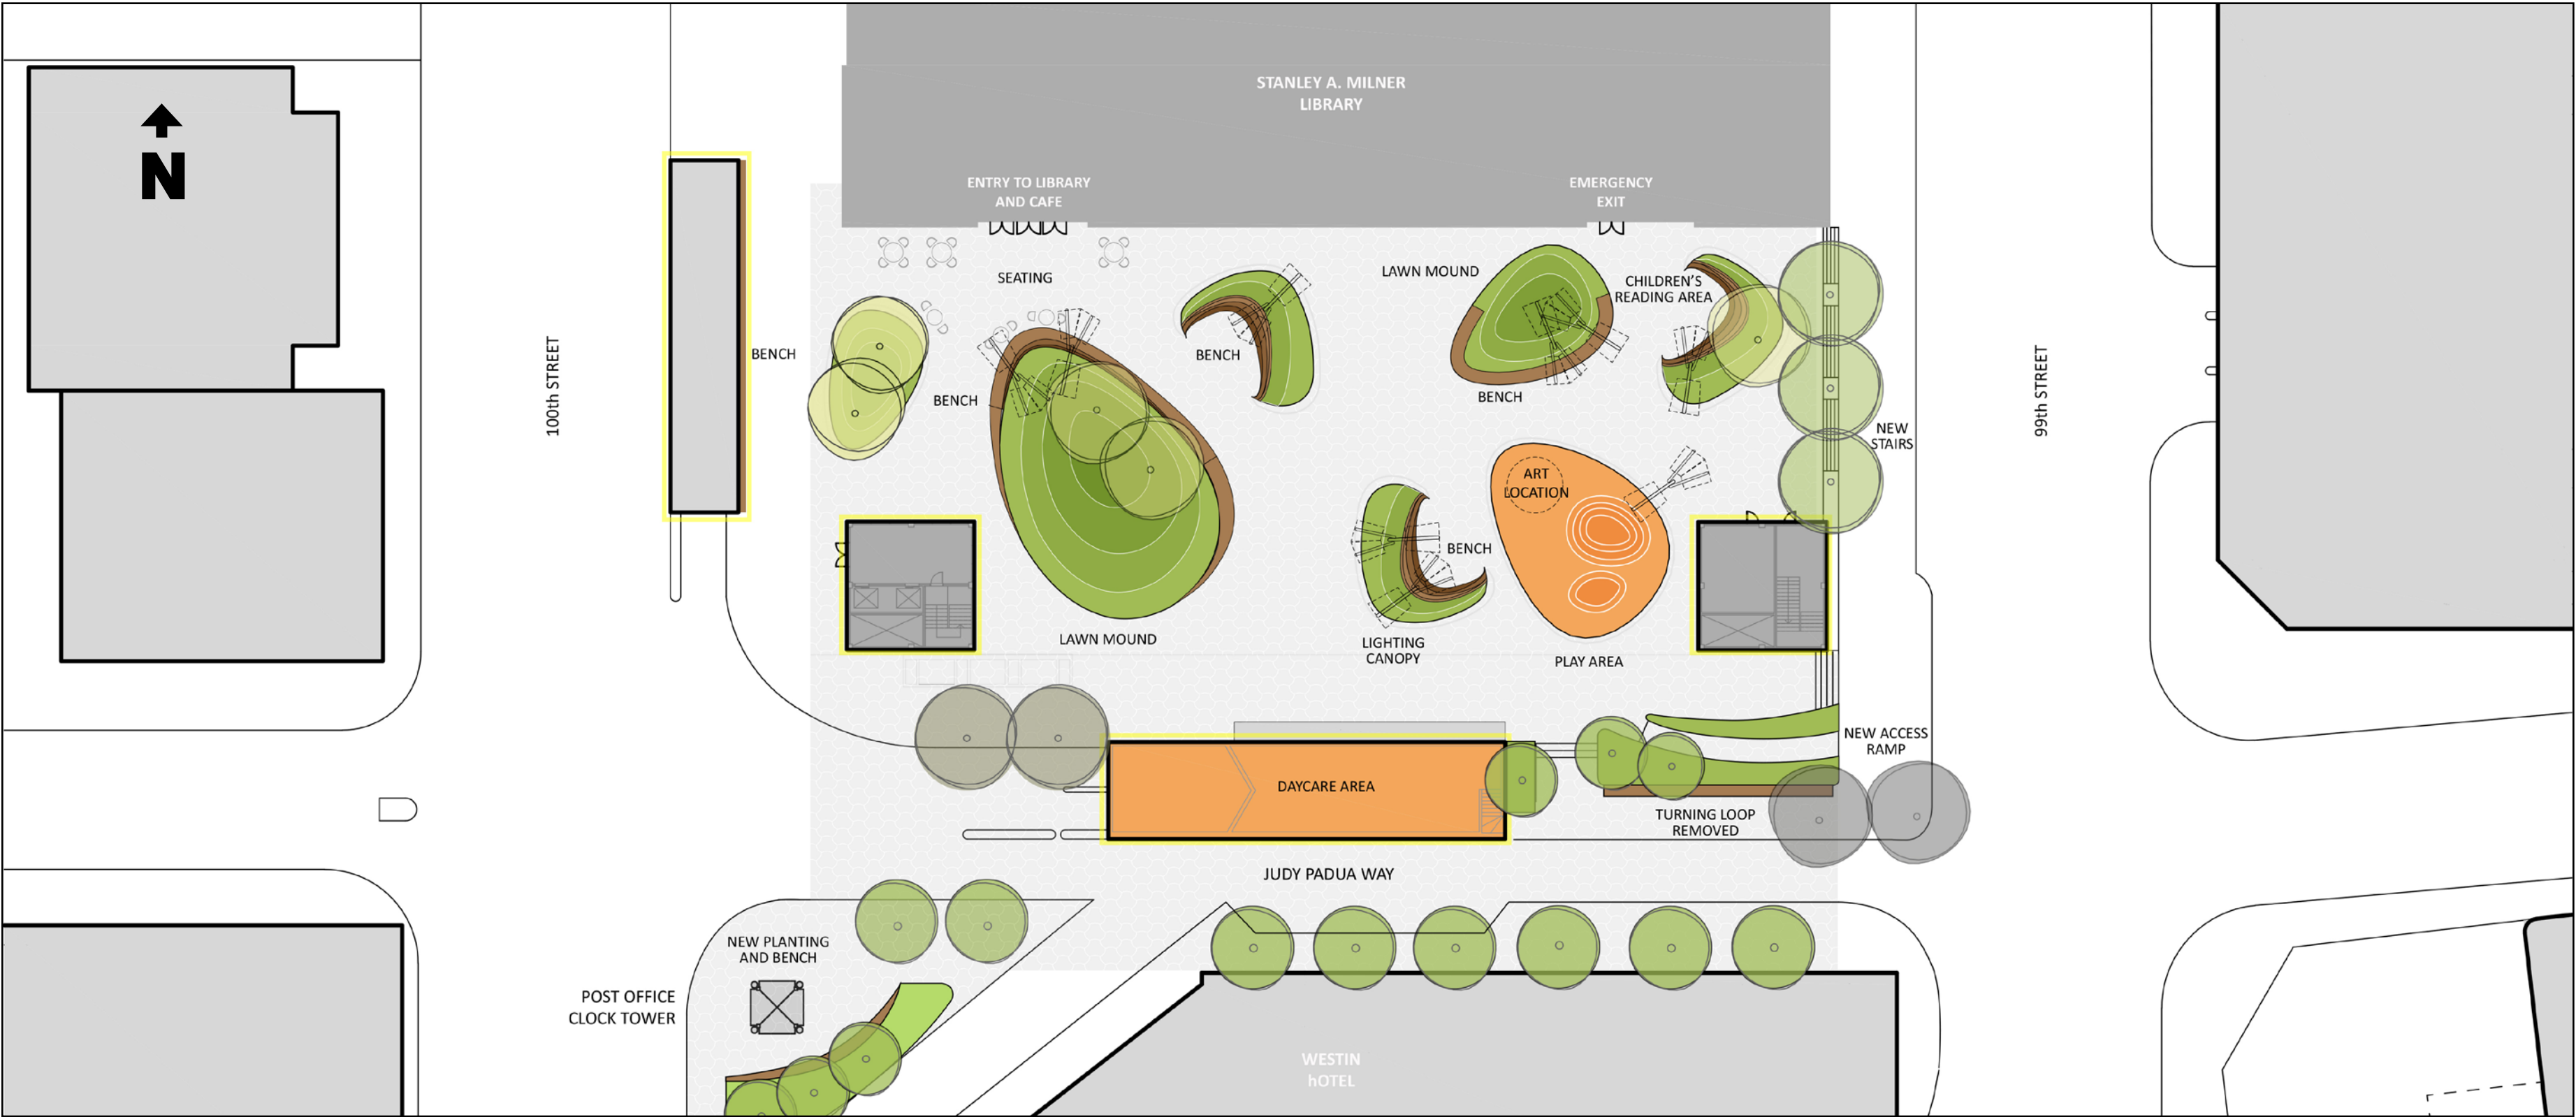 STANLEY A. MILNER
LIBRARY
N
ENTRY TO LIBRARY
AND CAFE
EMERGENCY
EXIT
SEATING
LAWN MOUND
CHILDREN'S
READING AREA
100th STREET
BENCH
BENCH
BENCH
BENCH
99th STREET
NEW
STAIRS
ART
LOCATION
BENCH
LAWN MOUND
LIGHTING
CANOPY
PLAY AREA
NEW ACCESS
RAMP
DAYCARE AREA
TURNING LOOP
REMOVED
JUDY PADUA WAY
NEW PLANTING
AND BENCH
POST OFFICE
CLOCK TOWER
WESTIN
hOTEL